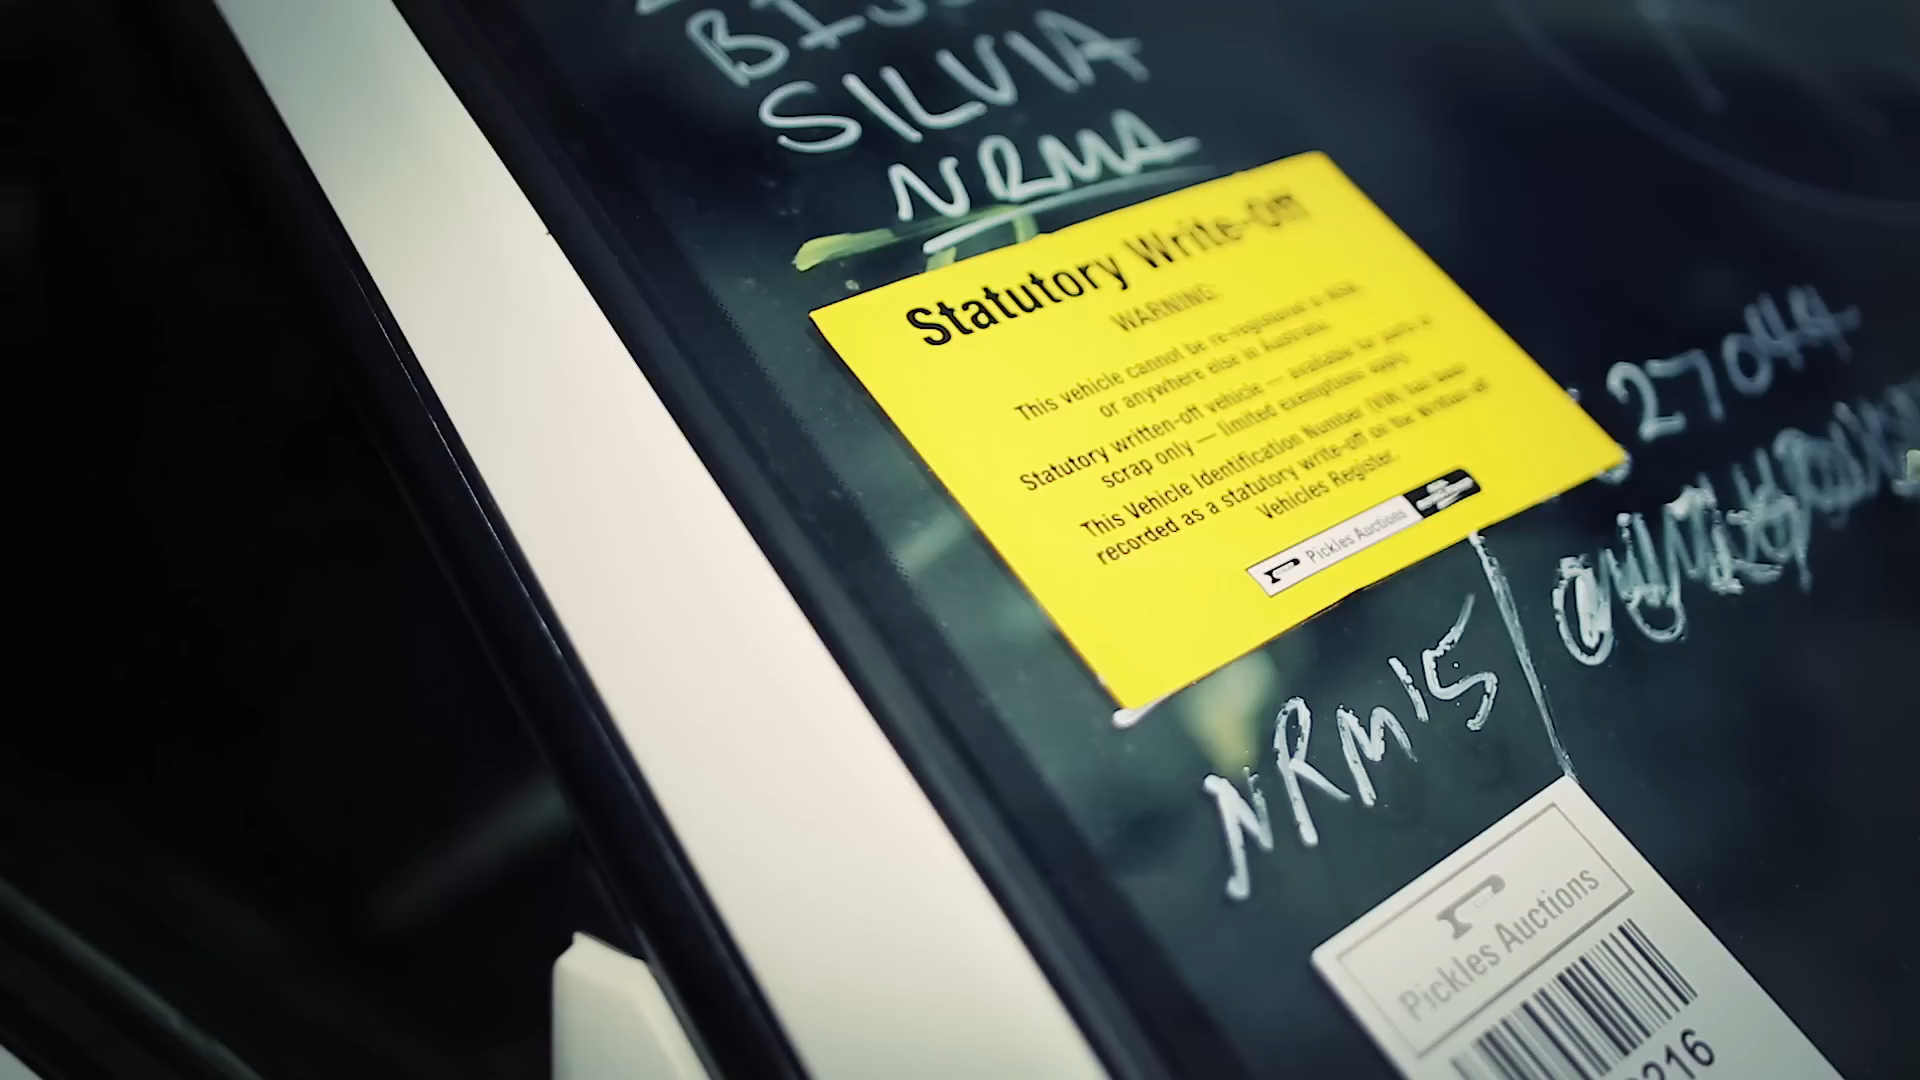 SILVIA
NRMA
Statutory Write-Off
WARNING:
This vehicle cannot be re-registered in NSW
or anywhere else in Australia.
Statutory written-off vehicle — available for parts or
scrap only — limited exemptions apply.
This Vehicle Identification Number (VIN) has been
recorded as a statutory write-off on the Written-off
Vehicles Register.
Pickles Auctions
27044
NRM15
Pickles Auctions
216